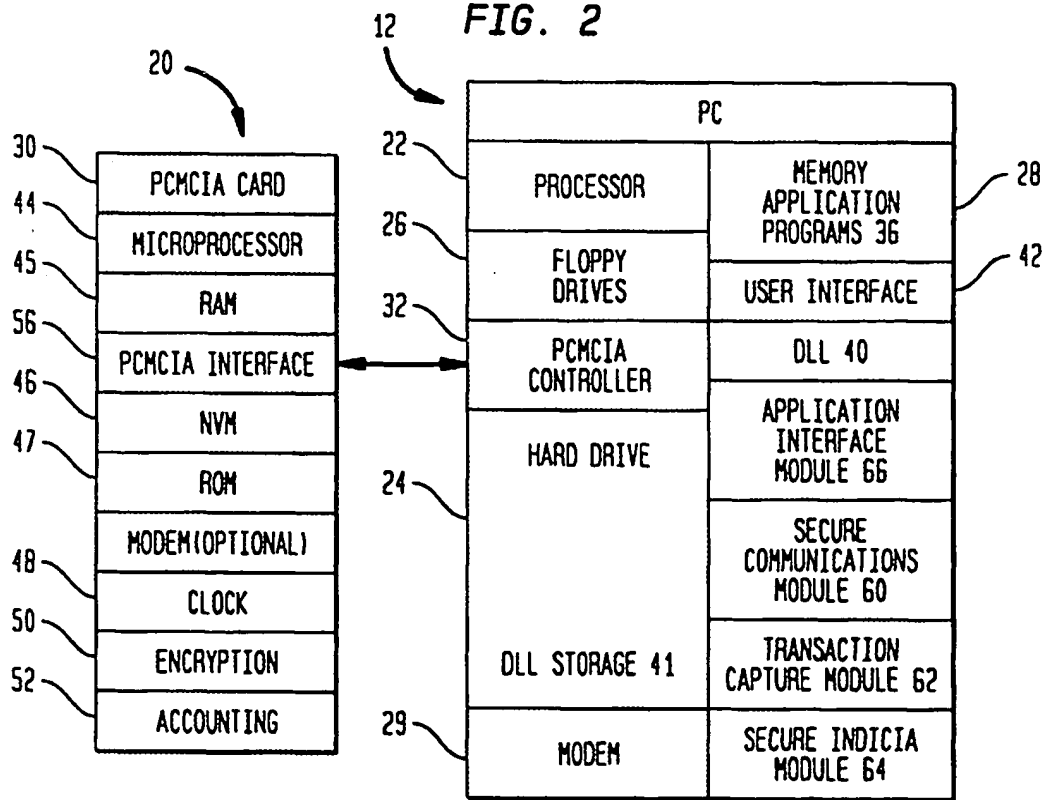 FIG. 2
12
20
30
PCMCIA CARD
44
MICROPROCESSOR
45
RAM
56
PCMCIA INTERFACE
46
NVM
47
ROM
MODEM(OPTIONAL)
48
CLOCK
50
ENCRYPTION
52
ACCOUNTING
PC
22
PROCESSOR
26
FLOPPY
DRIVES
32
PCMCIA
CONTROLLER
24
HARD DRIVE
DLL STORAGE 41
29
MODEM
MEMORY
APPLICATION
PROGRAMS 36
28
USER INTERFACE
42
DLL 40
APPLICATION
INTERFACE
MODULE 66
SECURE
COMMUNICATIONS
MODULE 60
TRANSACTION
CAPTURE MODULE 62
SECURE INDICIA
MODULE 64